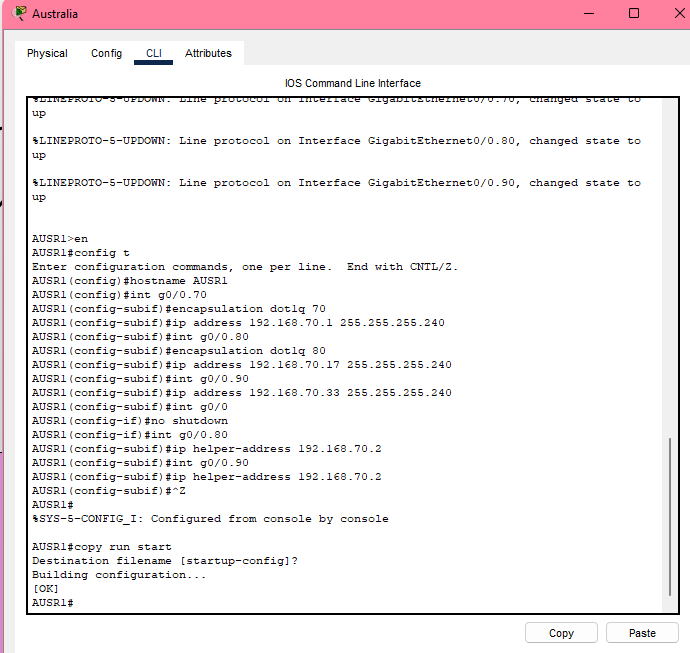 Australia
Physical Config CLI Attributes
IOS Command Line Interface
%LINEPROTO-5-UPDOWN: Line protocol on Interface GigabitEthernet0/0.70, changed state to
up
%LINEPROTO-5-UPDOWN: Line protocol on Interface GigabitEthernet0/0.80, changed state to
up
%LINEPROTO-5-UPDOWN: Line protocol on Interface GigabitEthernet0/0.90, changed state to
up
AUSR1>en
AUSR1#config t
Enter configuration commands, one per line.  End with CNTL/Z.
AUSR1(config)#hostname AUSR1
AUSR1(config)#int g0/0.70
AUSR1(config-subif)#encapsulation dot1q 70
AUSR1(config-subif)#ip address 192.168.70.1 255.255.255.240
AUSR1(config-subif)#int g0/0.80
AUSR1(config-subif)#encapsulation dot1q 80
AUSR1(config-subif)#ip address 192.168.70.17 255.255.255.240
AUSR1(config-subif)#int g0/0.90
AUSR1(config-subif)#ip address 192.168.70.33 255.255.255.240
AUSR1(config-subif)#int g0/0
AUSR1(config-if)#no shutdown
AUSR1(config-if)#int g0/0.80
AUSR1(config-subif)#ip helper-address 192.168.70.2
AUSR1(config-subif)#int g0/0.90
AUSR1(config-subif)#ip helper-address 192.168.70.2
AUSR1(config-subif)#^Z
AUSR1#
%SYS-5-CONFIG_I: Configured from console by console
AUSR1#copy run start
Destination filename [startup-config]?
Building configuration...
[OK]
AUSR1#
Copy Paste